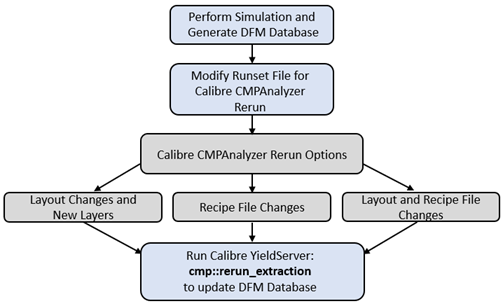 Perform Simulation and
Generate DFM Database
Modify Runset File for
Calibre CMPAnalyzer
Rerun
Calibre CMPAnalyzer Rerun Options
Layout Changes and
New Layers
Recipe File Changes
Layout and Recipe File
Changes
Run Calibre YieldServer:
cmp::rerun_extraction
to update DFM Database